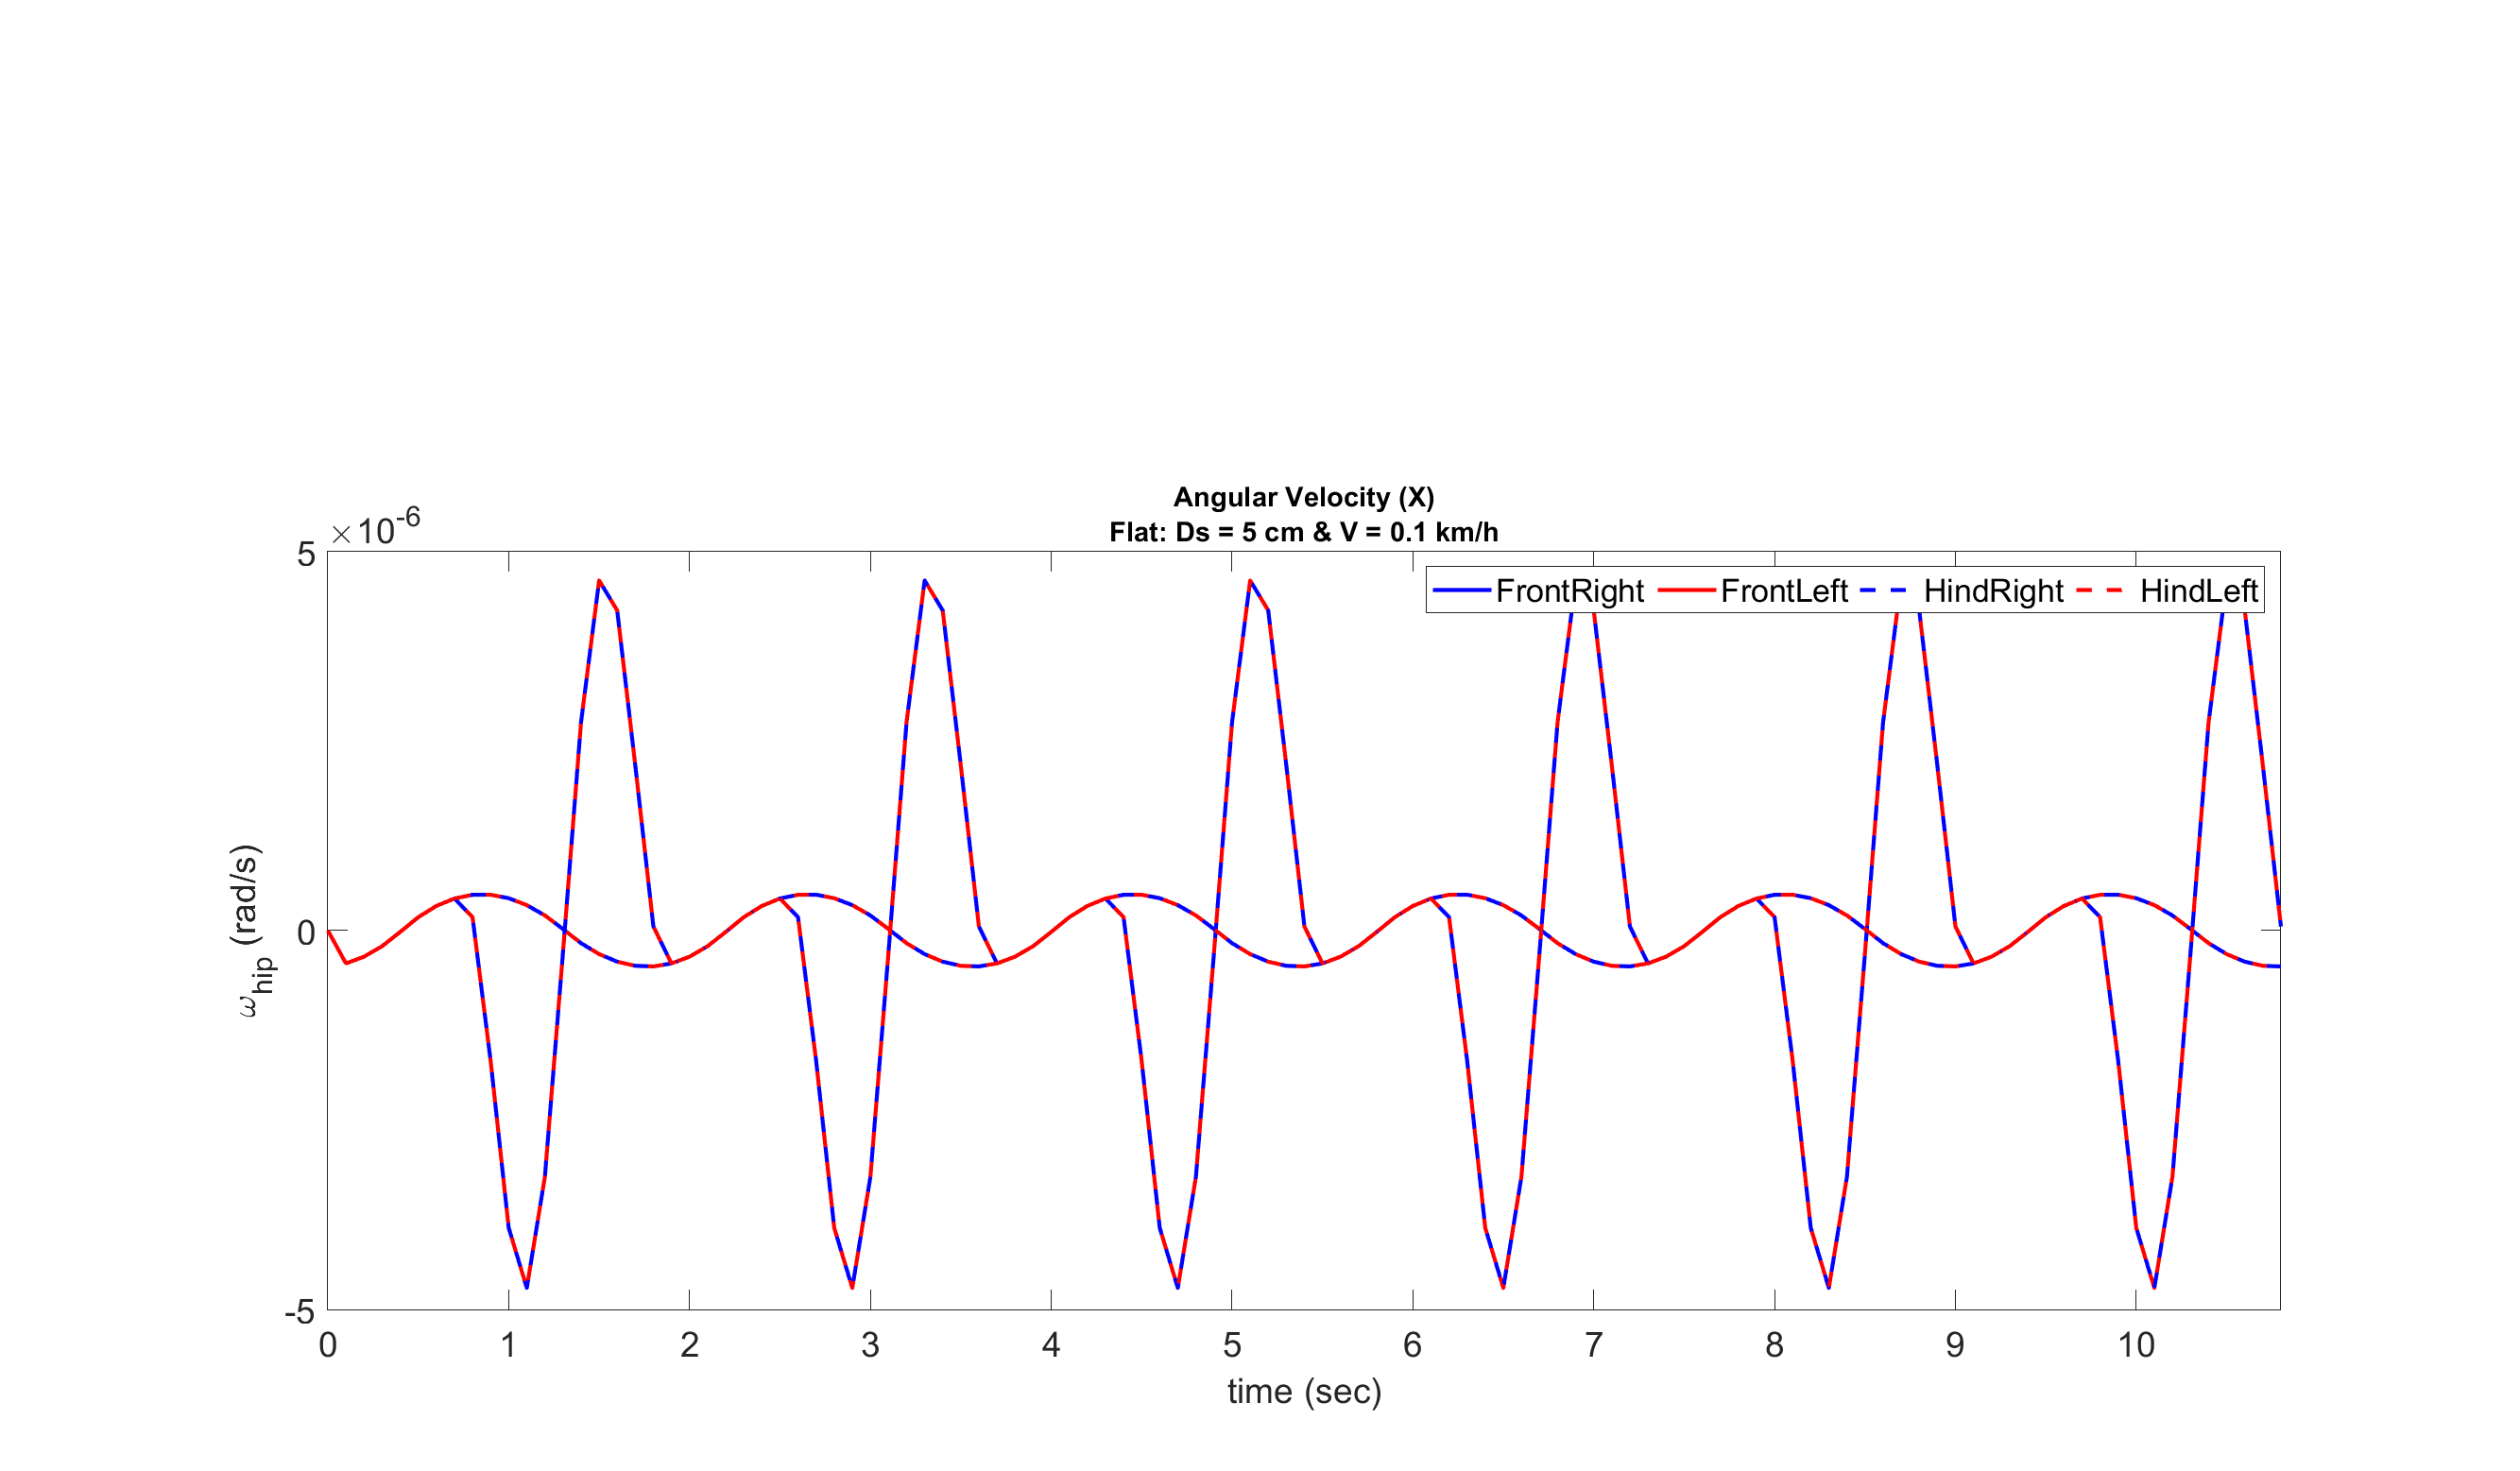 Angular Velocity (X)
Flat: Ds = 5 cm & V = 0.1 km/h
×10-6
5
0
-5
FrontRight FrontLeft HindRight HindLeft
ωhip (rad/s)
0 1 2 3 4 5 6 7 8 9 10
time (sec)